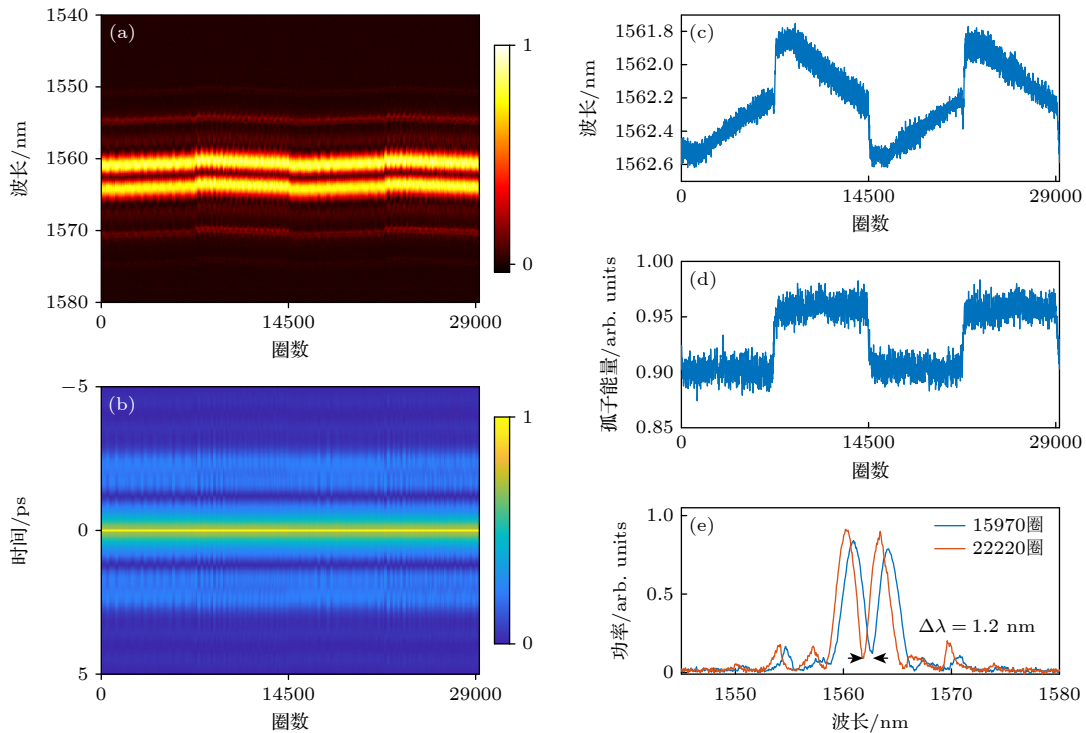 (a)
波长/nm
1540
1550
1560
1570
1580
0
14500
29000
圈数
1
0
(b)
时间/ps
−5
0
5
0
14500
29000
圈数
1
0
(c)
波长/nm
1561.8
1562.0
1562.2
1562.4
1562.6
0
14500
29000
圈数
(d)
孤子能量/arb. units
1.00
0.95
0.90
0.85
0
14500
29000
圈数
(e)
功率/arb. units
1.0
0.5
0
15970圈
22220圈
Δλ = 1.2 nm
1550
1560
1570
1580
波长/nm